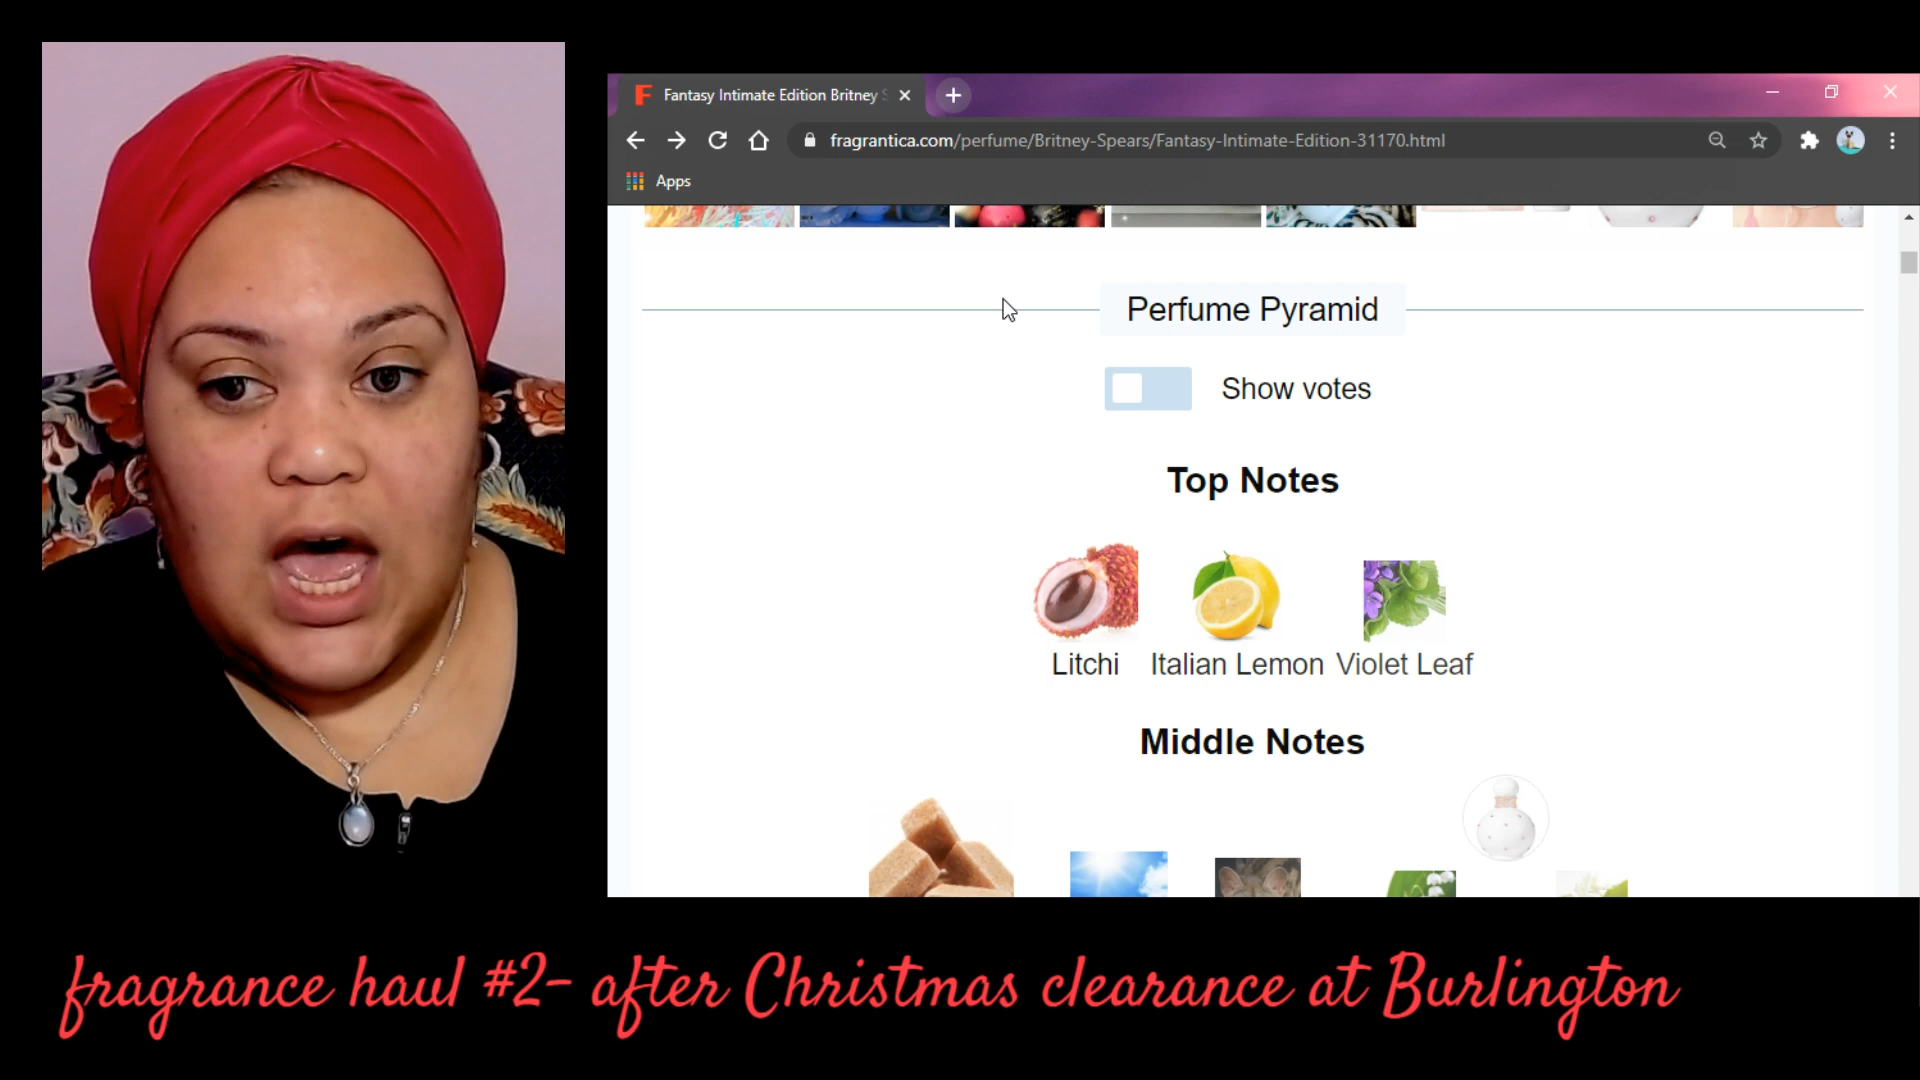 Fantasy Intimate Edition Britney S
fragrantica.com/perfume/Britney-Spears/Fantasy-Intimate-Edition-31170.html
Apps
Perfume Pyramid
Show votes
Top Notes
Litchi Italian Lemon Violet Leaf
Middle Notes
fragrance haul #2- after Christmas clearance at Burlington